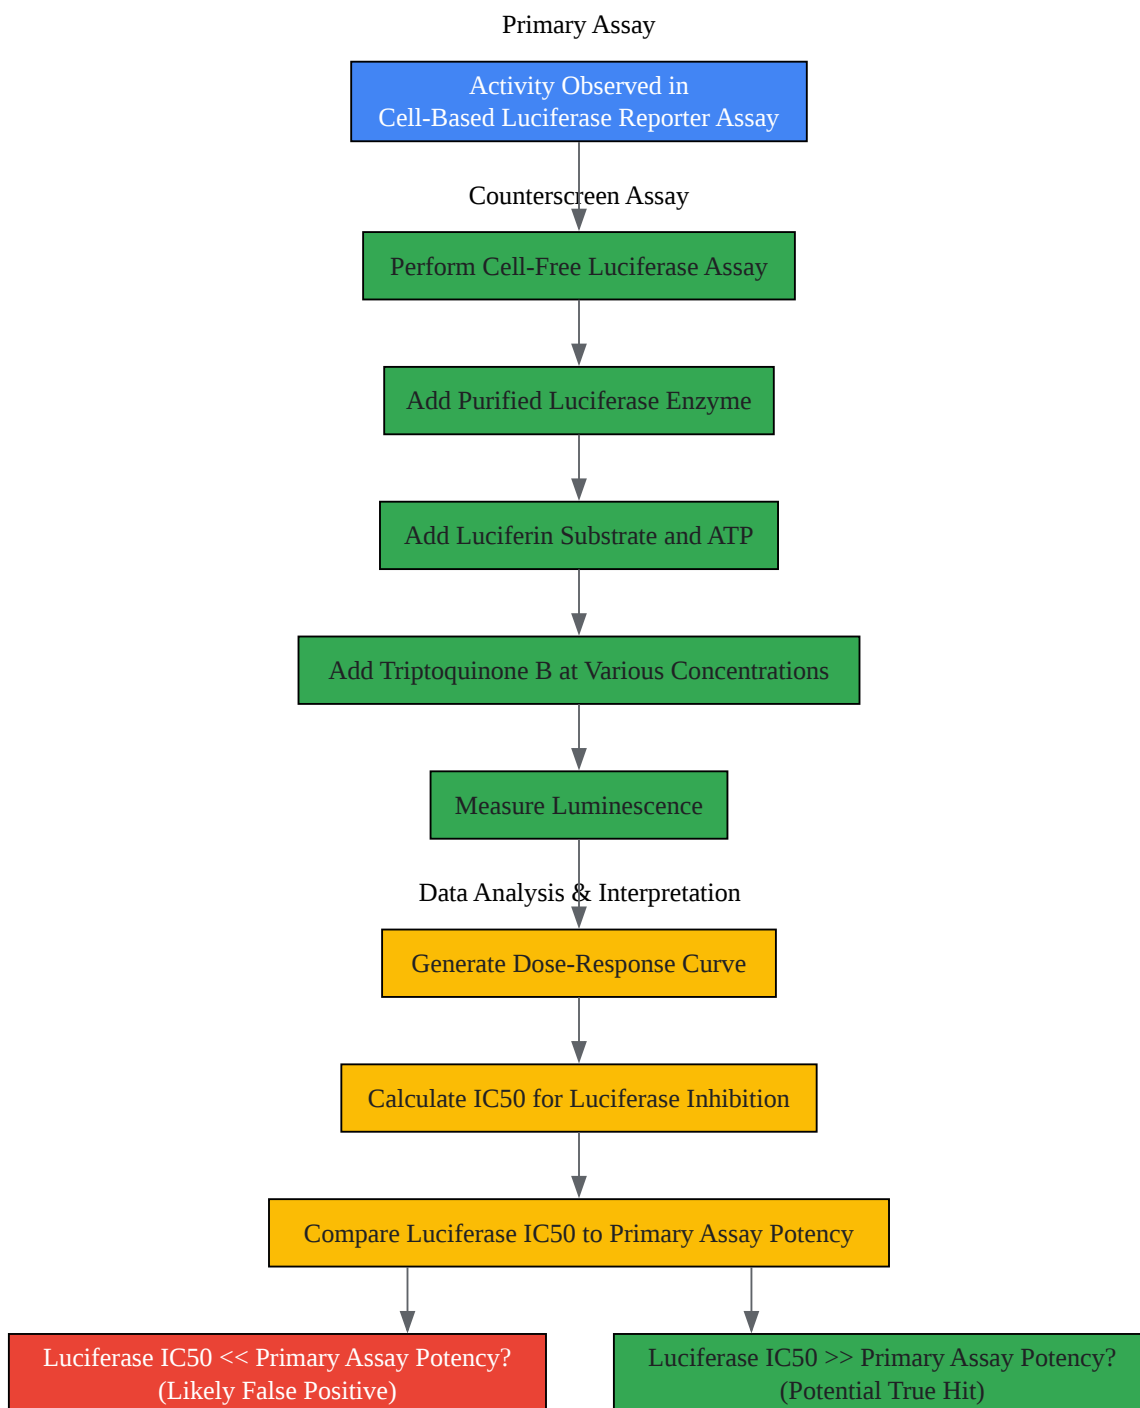 Primary Assay
Activity Observed in
Cell-Based Luciferase Reporter Assay
Counterscreen Assay
Perform Cell-Free Luciferase Assay
Add Purified Luciferase Enzyme
Add Luciferin Substrate and ATP
Add Triptoquinone B at Various Concentrations
Measure Luminescence
Data Analysis & Interpretation
Generate Dose-Response Curve
Calculate IC50 for Luciferase Inhibition
Compare Luciferase IC50 to Primary Assay Potency
Luciferase IC50 << Primary Assay Potency?
(Likely False Positive)
Luciferase IC50 >> Primary Assay Potency?
(Potential True Hit)